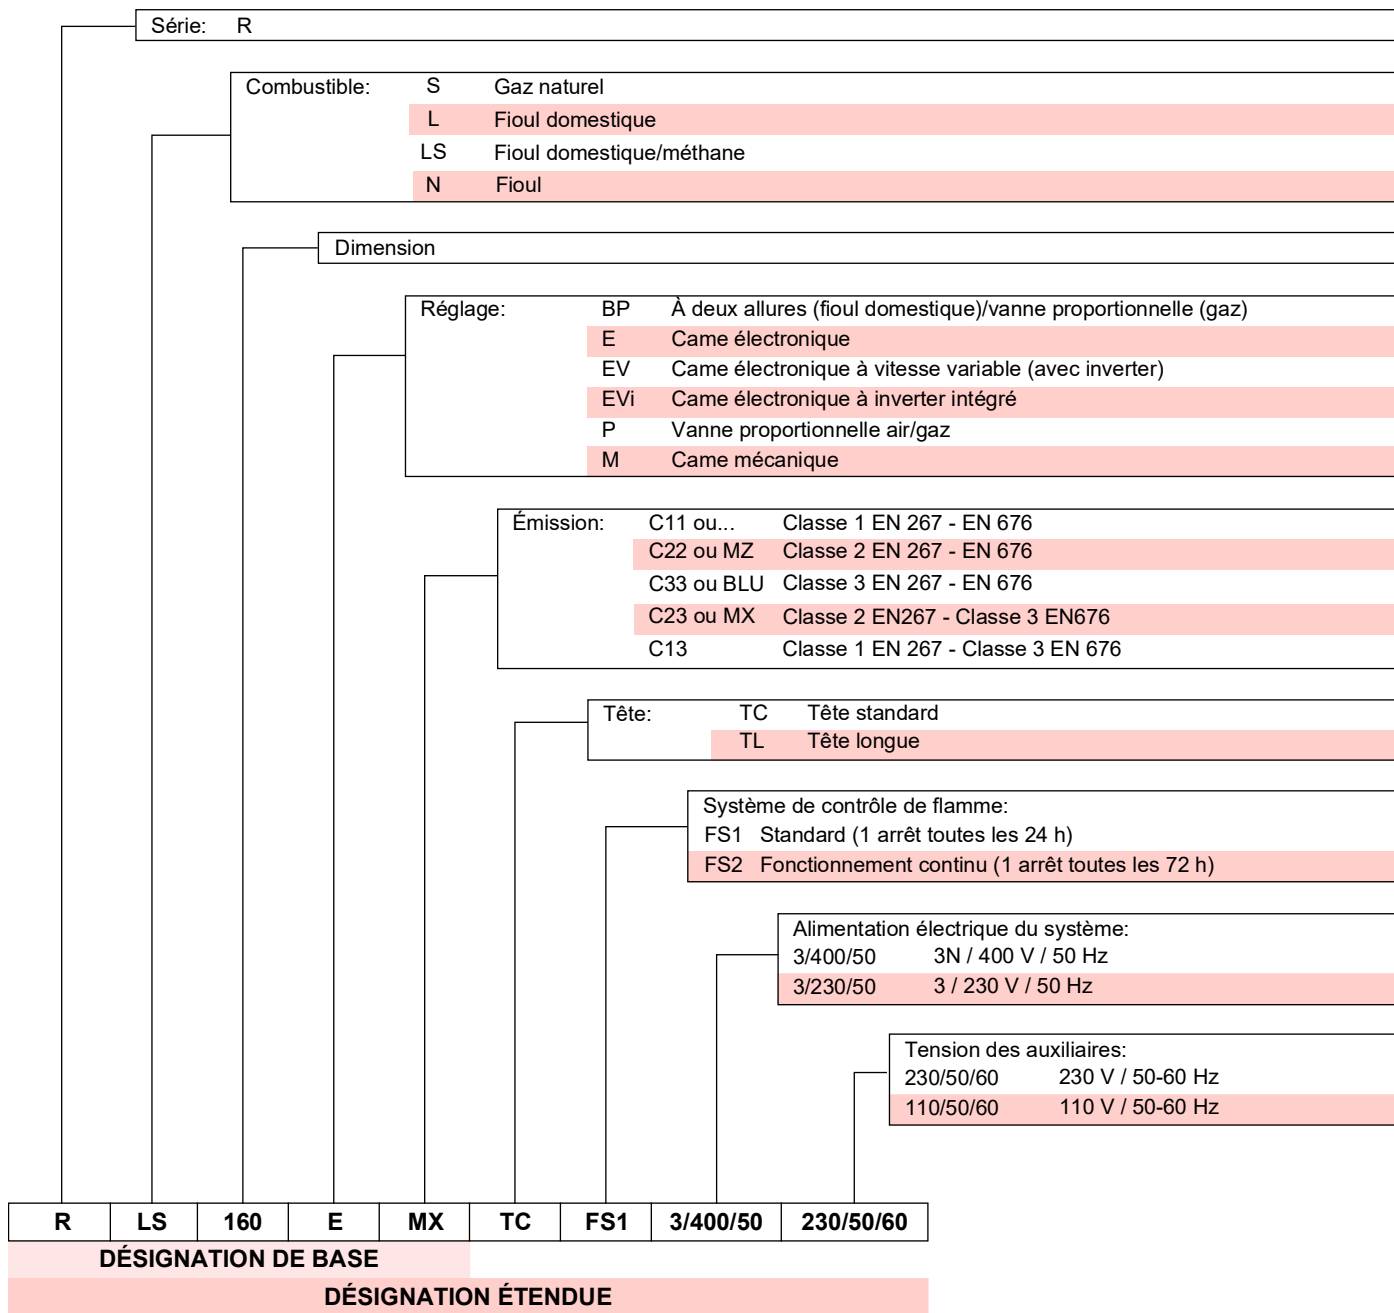 Série: R
Combustible: S Gaz naturel
L Fioul domestique
LS Fioul domestique/méthane
N Fioul
Dimension
Réglage: BP À deux allures (fioul domestique)/vanne proportionnelle (gaz)
E Came électronique
EV Came électronique à vitesse variable (avec inverter)
EVi Came électronique à inverter intégré
P Vanne proportionnelle air/gaz
M Came mécanique
Émission: C11 ou... Classe 1 EN 267 - EN 676
C22 ou MZ Classe 2 EN 267 - EN 676
C33 ou BLU Classe 3 EN 267 - EN 676
C23 ou MX Classe 2 EN267 - Classe 3 EN676
C13 Classe 1 EN 267 - Classe 3 EN 676
Tête: TC Tête standard
TL Tête longue
Système de contrôle de flamme:
FS1 Standard (1 arrêt toutes les 24 h)
FS2 Fonctionnement continu (1 arrêt toutes les 72 h)
Alimentation électrique du système:
3/400/50 3N / 400 V / 50 Hz
3/230/50 3 / 230 V / 50 Hz
Tension des auxiliaires:
230/50/60 230 V / 50-60 Hz
110/50/60 110 V / 50-60 Hz
R LS 160 E MX TC FS1 3/400/50 230/50/60
DÉSIGNATION DE BASE
DÉSIGNATION ÉTENDUE